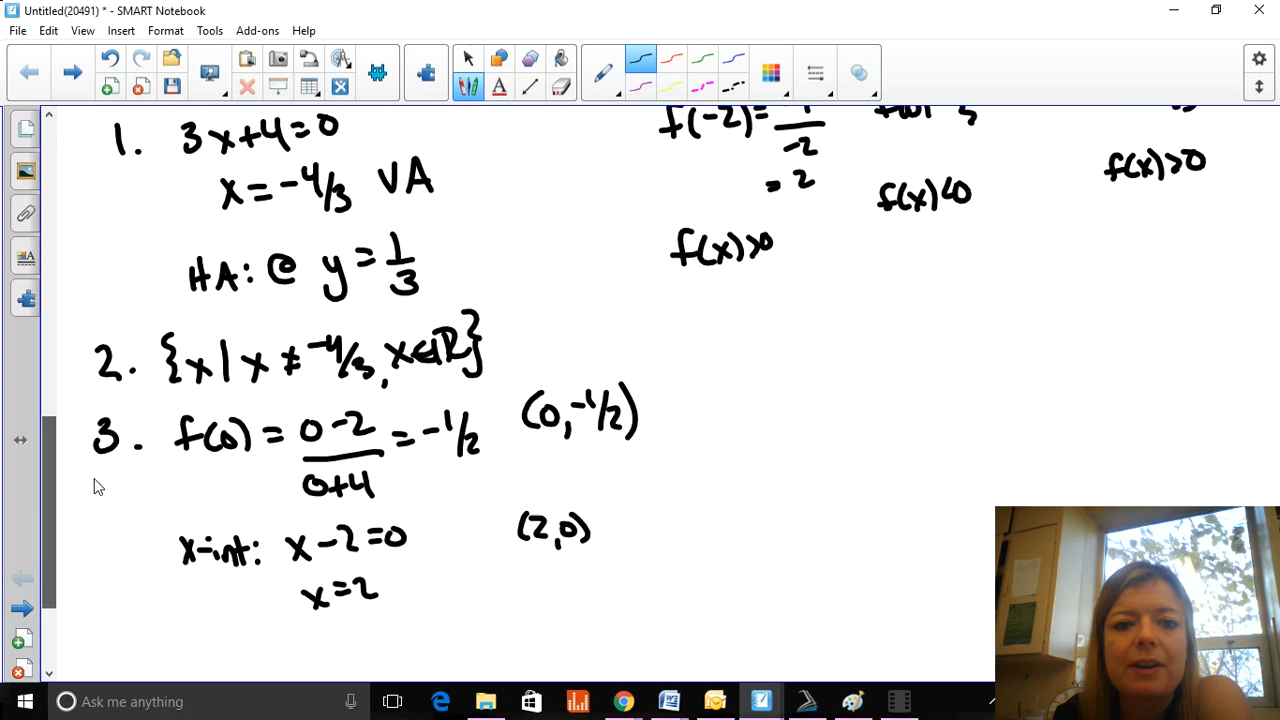 Untitled(20491) * - SMART Notebook
File Edit View Insert Format Tools Add-ons Help
1. 3x+4=0
x=-4/3 VA
HA: @ y=1/3
2. {x|x≠-4/3, x∈ℝ}
3. f(0) = 0-2/0+4 = -1/2 (0,-1/2)
x-int: x-2=0 (2,0)
x=2
f(-2)=
-2
= 2
f(x)>0
f(x)<0
f(x)>0
Ask me anything